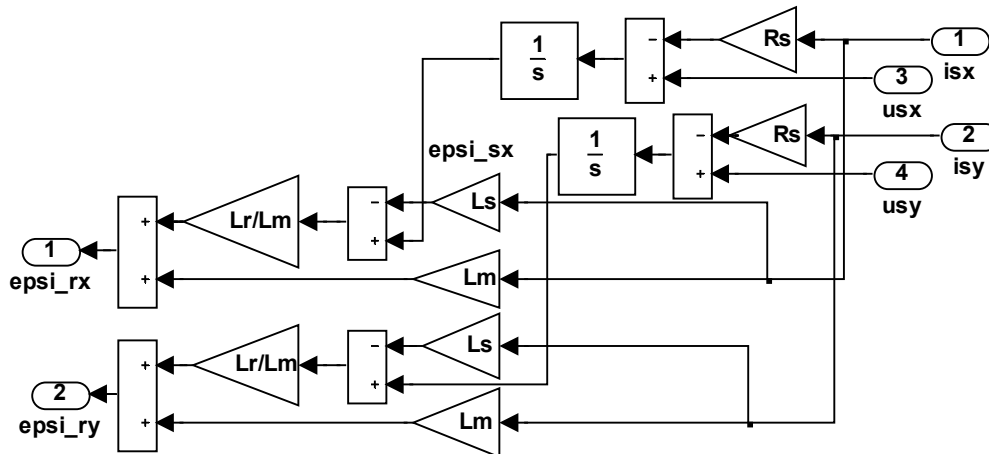 1
s
−
+
Rs
1
isx
3
usx
1
s
−
+
Rs
2
isy
4
usy
epsi_sx
+
+
Lr/Lm
−
+
Ls
1
epsi_rx
Lm
+
+
Lr/Lm
−
+
Ls
2
epsi_ry
Lm